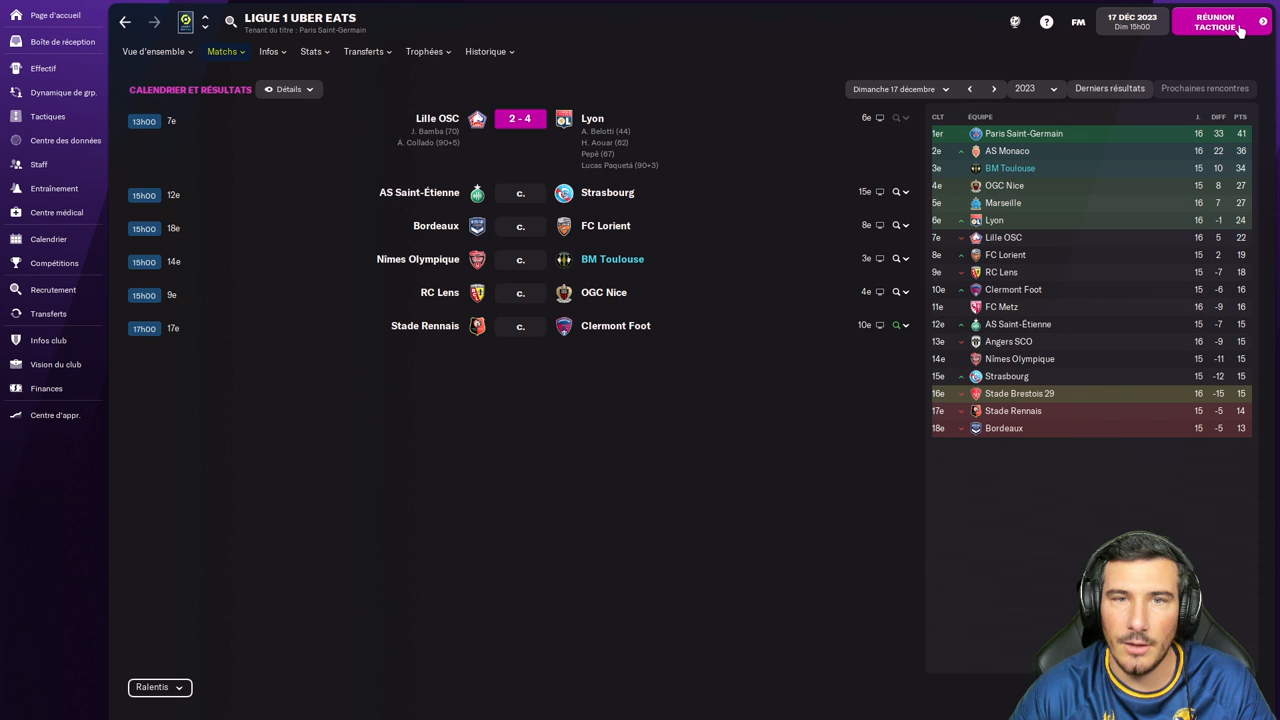 Page d'accueil
Boîte de réception
Effectif
Dynamique de grp.
Tactiques
Centre des données
Staff
Entraînement
Centre médical
Calendrier
Compétitions
Recrutement
Transferts
Infos club
Vision du club
Finances
Centre d'appr.
LIGUE 1 UBER EATS
Tenant du titre : Paris Saint-Germain
FM
17 DÉC 2023
Dim 15h00
RÉUNION
TACTIQUE
Vue d'ensemble Matchs Infos Stats Transferts Trophées Historique
CALENDRIER ET RÉSULTATS Détails
Dimanche 17 décembre 2023 Derniers résultats Prochaines rencontres
13h00 7e Lille OSC 2 - 4 Lyon 6e
J. Bamba (70) A. Belotti (44)
A. Collado (90+5) H. Aouar (62)
Pepê (67)
Lucas Paquetá (90+3)
15h00 12e AS Saint-Étienne c. Strasbourg 15e
15h00 18e Bordeaux c. FC Lorient 8e
15h00 14e Nîmes Olympique c. BM Toulouse 3e
15h00 9e RC Lens c. OGC Nice 4e
17h00 17e Stade Rennais c. Clermont Foot 10e
CLT ÉQUIPE J. DIFF PTS
1er Paris Saint-Germain 16 33 41
2e AS Monaco 16 22 36
3e BM Toulouse 15 10 34
4e OGC Nice 15 8 27
5e Marseille 16 7 27
6e Lyon 16 -1 24
7e Lille OSC 16 5 22
8e FC Lorient 15 2 19
9e RC Lens 15 -7 18
10e Clermont Foot 15 -6 16
11e FC Metz 16 -9 16
12e AS Saint-Étienne 15 -7 15
13e Angers SCO 16 -9 15
14e Nîmes Olympique 15 -11 15
15e Strasbourg 15 -12 15
16e Stade Brestois 29 16 -15 15
17e Stade Rennais 15 -5 14
18e Bordeaux 15 -5 13
Ralentis